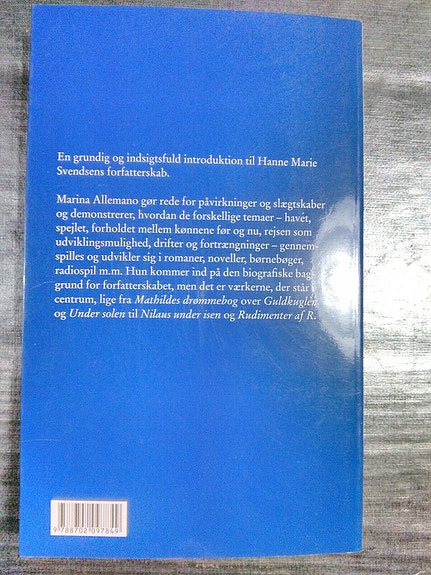 En grundig og indsigtsfuld introduktion til Hanne Marie
Svendsens forfatterskab.
Marina Allemano gør rede for påvirkninger og slægtskaber
og demonstrerer, hvordan de forskellige temaer – havet,
spejlet, forholdet mellem kønnene før og nu, rejsen som
udviklingsmulighed, drifter og fortrængninger – gennem-
spilles og udvikler sig i romaner, noveller, børnebøger,
radiospil m.m. Hun kommer ind på den biografiske bag-
grund for forfatterskabet, men det er værkerne, der står i
centrum, lige fra Mathildes drømmebog over Guldkuglen
og Under solen til Nilaus under isen og Rudimenter af R.
9 788702 097849